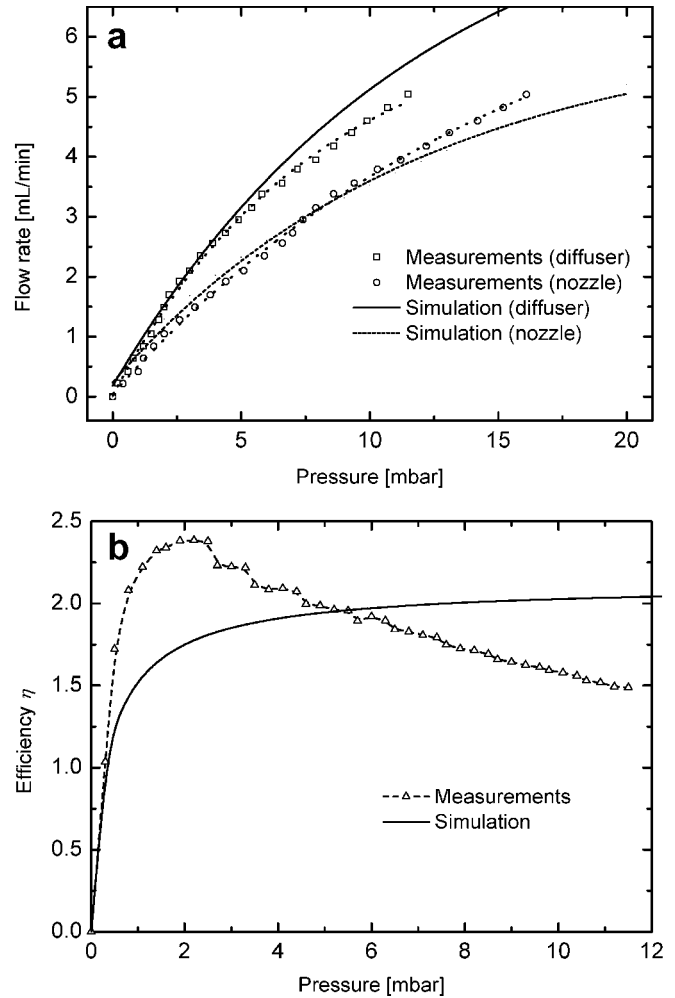 a
6
5
4
3
2
1
0
Flow rate [mL/min]
Measurements (diffuser)
Measurements (nozzle)
Simulation (diffuser)
Simulation (nozzle)
0 5 10 15 20
Pressure [mbar]
b
2.5
2.0
1.5
1.0
0.5
0.0
Efficiency η
Measurements
Simulation
0 2 4 6 8 10 12
Pressure [mbar]